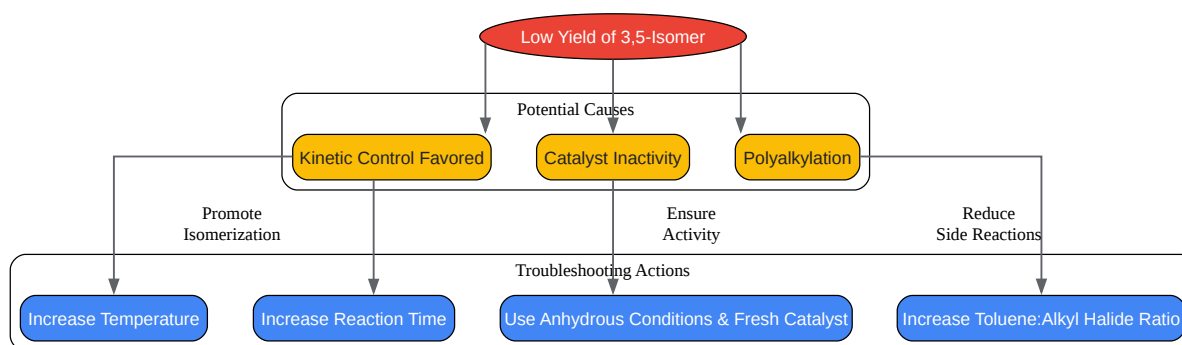 Low Yield of 3,5-Isomer
Potential Causes
Kinetic Control Favored
Catalyst Inactivity
Polyalkylation
Promote
Isomerization
Ensure
Activity
Reduce
Side Reactions
Troubleshooting Actions
Increase Temperature
Increase Reaction Time
Use Anhydrous Conditions & Fresh Catalyst
Increase Toluene:Alkyl Halide Ratio